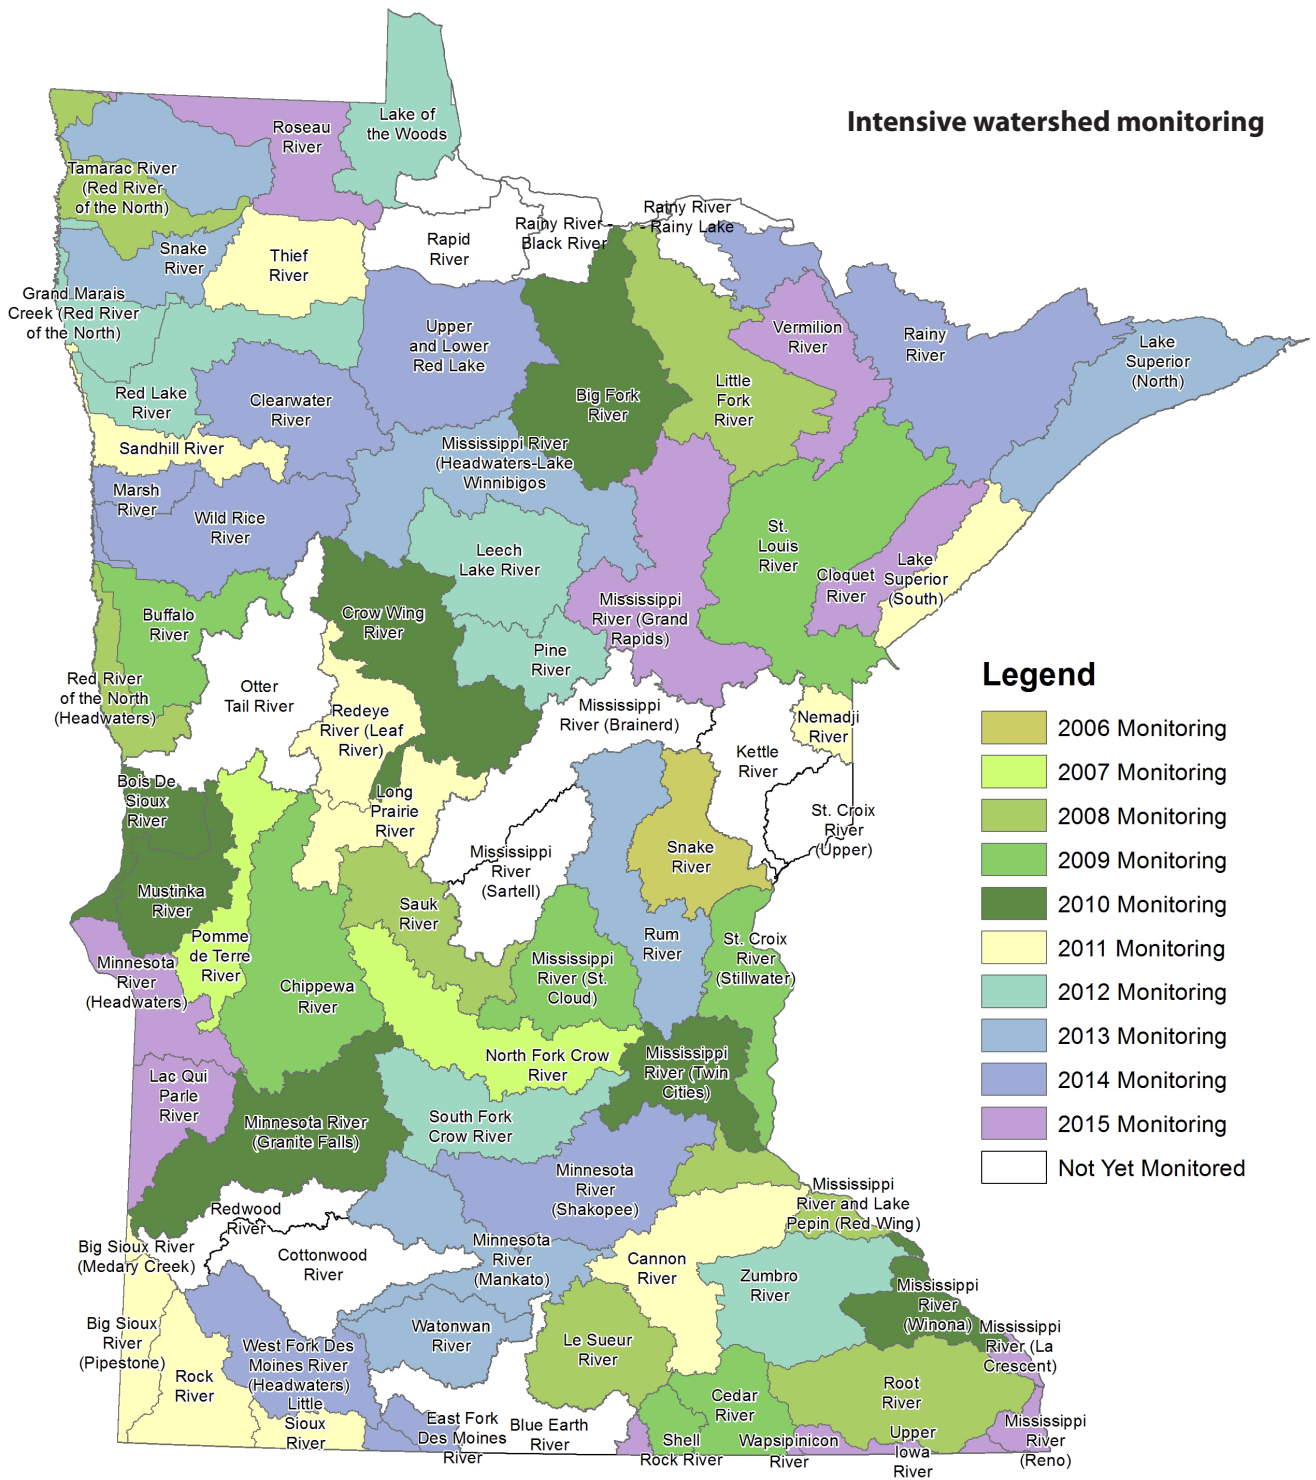 Intensive watershed monitoring
Lake of
the Woods
Roseau
River
Tamarac River
(Red River
of the North)
Rainy River
- Rainy Lake
Rainy River -
Black River
Rapid
River
Snake
River
Thief
River
Grand Marais
Creek (Red River
of the North)
Upper
and Lower
Red Lake
Vermilion
River
Rainy
River
Lake
Superior
(North)
Red Lake
River
Clearwater
River
Big Fork
River
Little
Fork
River
Sandhill River
Mississippi River
(Headwaters-Lake
Winnibigos
Marsh
River
Wild Rice
River
St.
Louis
River
Leech
Lake River
Cloquet
River
Lake
Superior
(South)
Buffalo
River
Crow Wing
River
Mississippi
River (Grand
Rapids)
Pine
River
Red River
of the North
(Headwaters)
Otter
Tail River
Redeye
River (Leaf
River)
Mississippi
River (Brainerd)
Nemadji
River
Kettle
River
Bois De
Sioux
River
Long
Prairie
River
St. Croix
River
(Upper)
Mississippi
River
(Sartell)
Snake
River
Mustinka
River
Sauk
River
Pomme
de Terre
River
Rum
River
St. Croix
River
(Stillwater)
Minnesota
River
(Headwaters)
Chippewa
River
Mississippi
River (St.
Cloud)
North Fork Crow
River
Mississippi
River (Twin
Cities)
Lac Qui
Parle
River
Minnesota River
(Granite Falls)
South Fork
Crow River
Minnesota
River
(Shakopee)
Mississippi
River and Lake
Pepin (Red Wing)
Redwood
River
Big Sioux River
(Medary Creek)
Cottonwood
River
Minnesota
River
(Mankato)
Cannon
River
Zumbro
River
Mississippi
River
(Winona)
Big Sioux
River
(Pipestone)
Watonwan
River
Le Sueur
River
Mississippi
River (La
Crescent)
Rock
River
West Fork Des
Moines River
(Headwaters)
Little
Sioux
River
East Fork
Des Moines
River
Blue Earth
River
Cedar
River
Root
River
Shell
Rock River
Wapsipinicon
River
Upper
Iowa
River
Mississippi
River
(Reno)
Legend
2006 Monitoring
2007 Monitoring
2008 Monitoring
2009 Monitoring
2010 Monitoring
2011 Monitoring
2012 Monitoring
2013 Monitoring
2014 Monitoring
2015 Monitoring
Not Yet Monitored